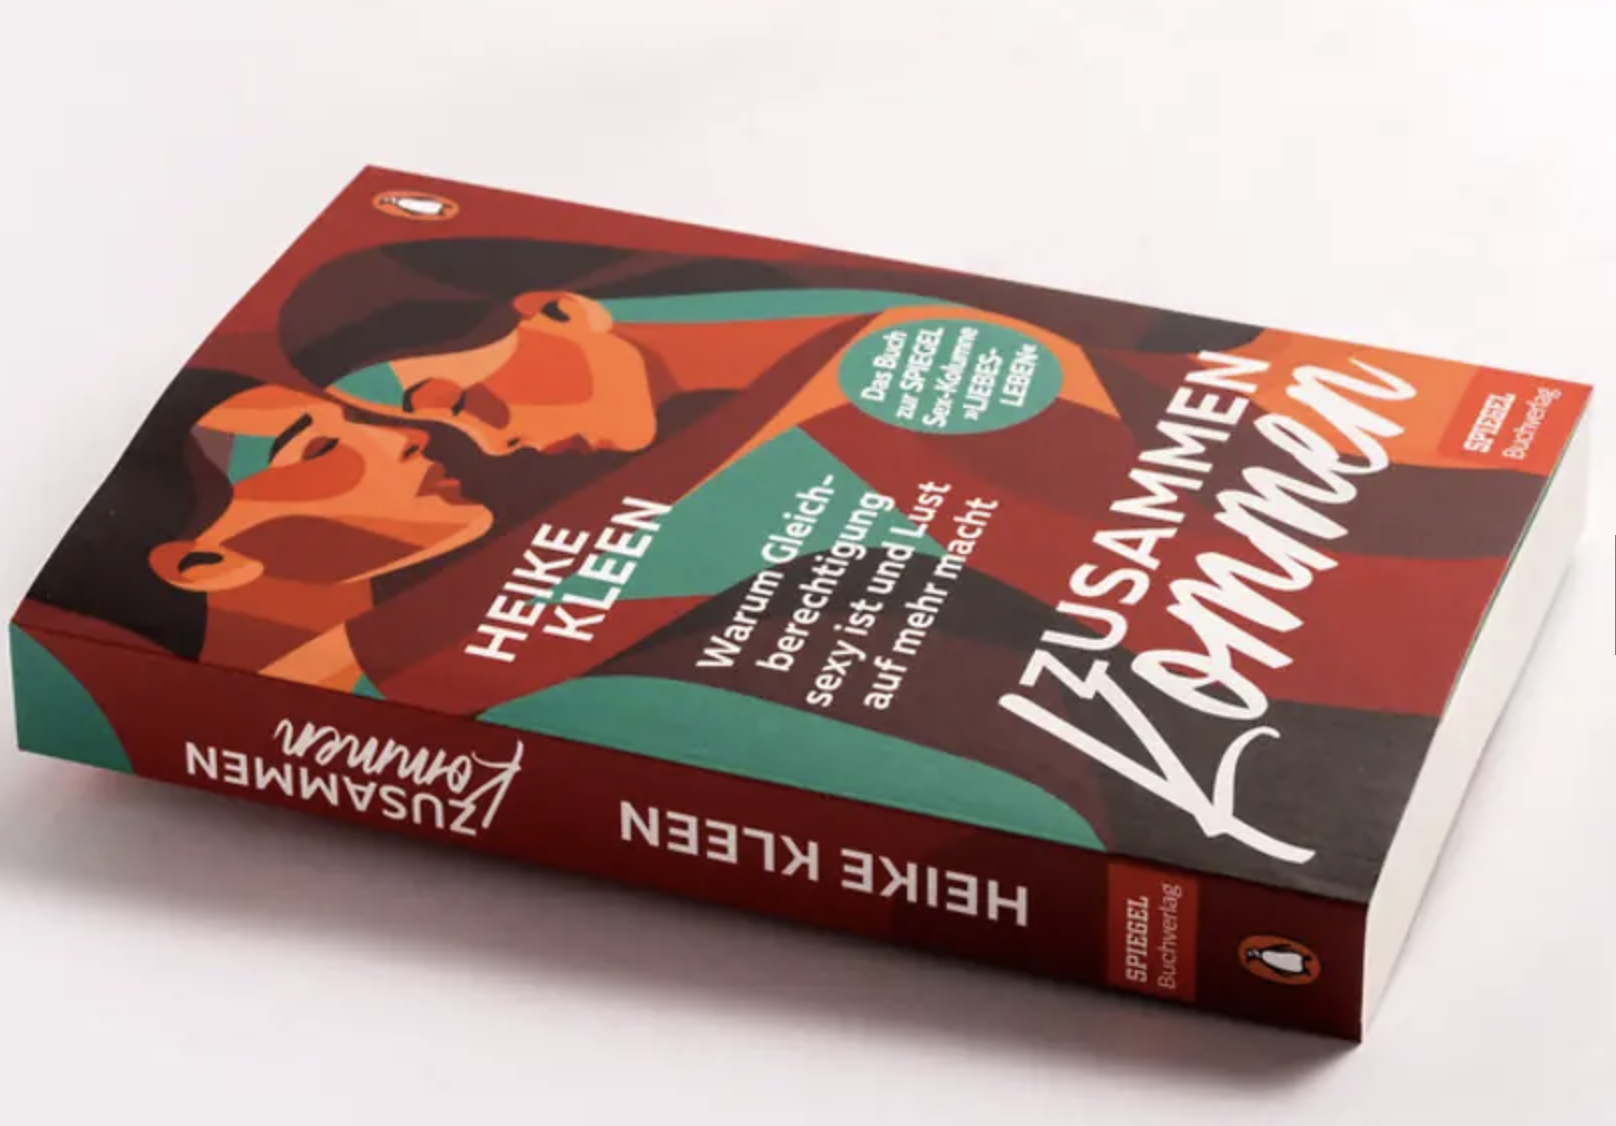 HEIKE
KLEEN
Warum Gleich-
berechtigung
sexy ist und Lust
auf mehr macht
Das Buch
zur SPIEGEL
Sex-Kolumne
»LIEBES-
LEBEN«
ZUSAMMEN
Kommen
SPIEGEL
Buchverlag
ZUSAMMEN
Kommen
HEIKE KLEEN
SPIEGEL
Buchverlag